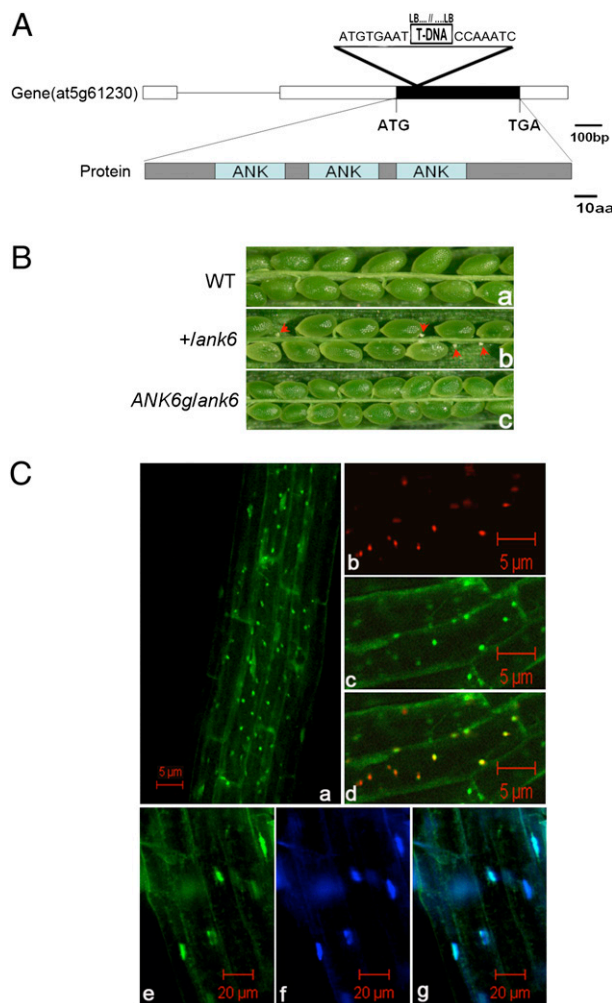 A
LB.... // ....LB
ATGTGAAT T-DNA CCAAATC
Gene(at5g61230)
ATG TGA
100bp
Protein ANK ANK ANK
10aa
B
WT
a
+/ank6
b
ANK6g/ank6
c
C
b
5 µm
c
5 µm
5 µm
a
d
5 µm
e
20 µm
f
20 µm
g
20 µm